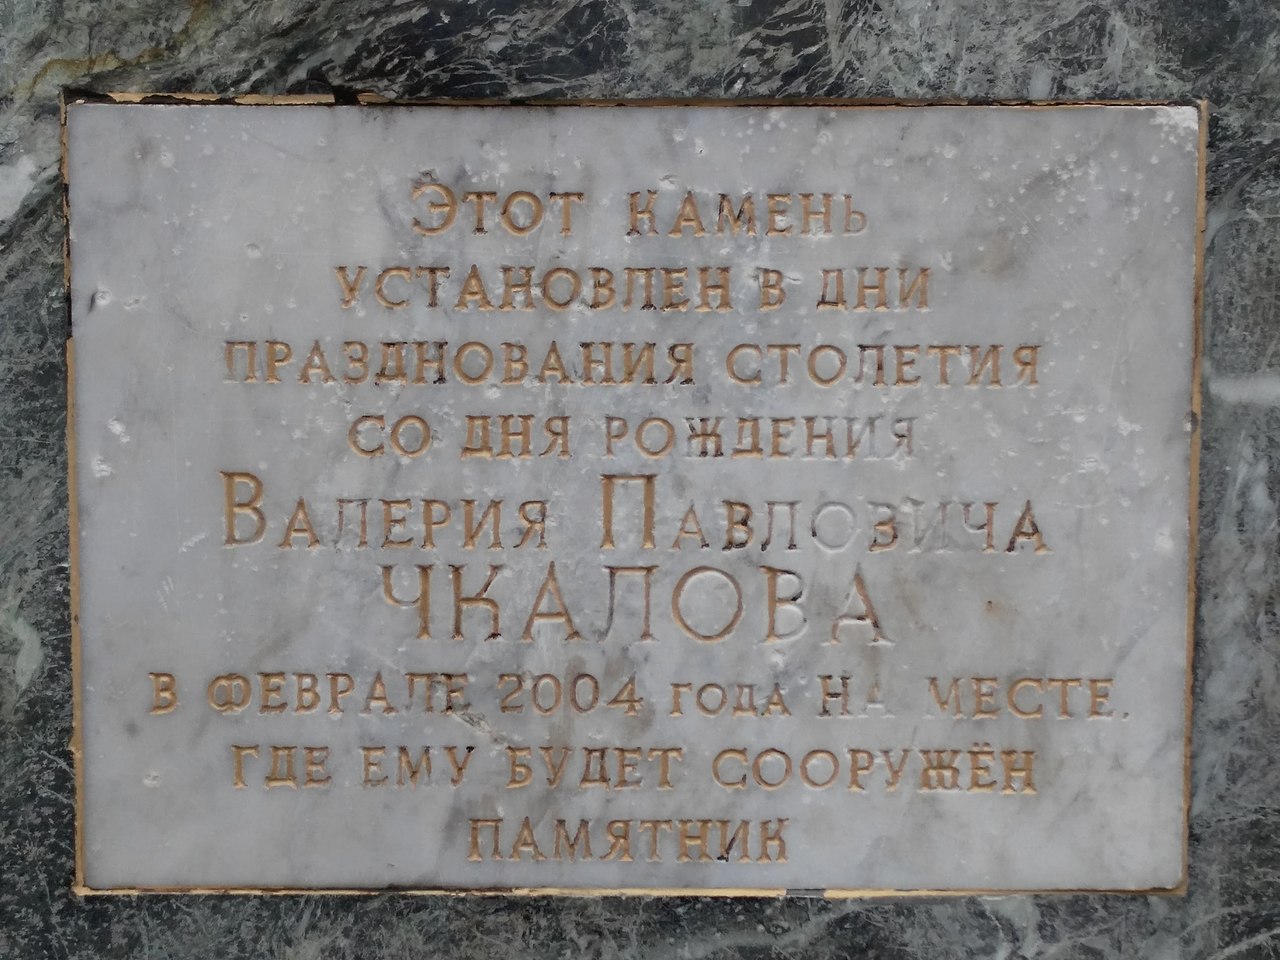 Этот камень
установлен в дни
празднования столетия
со дня рождения
Валерия Павловича
ЧКАЛОВА
в феврале 2004 года на месте,
где ему будет сооружён
памятник